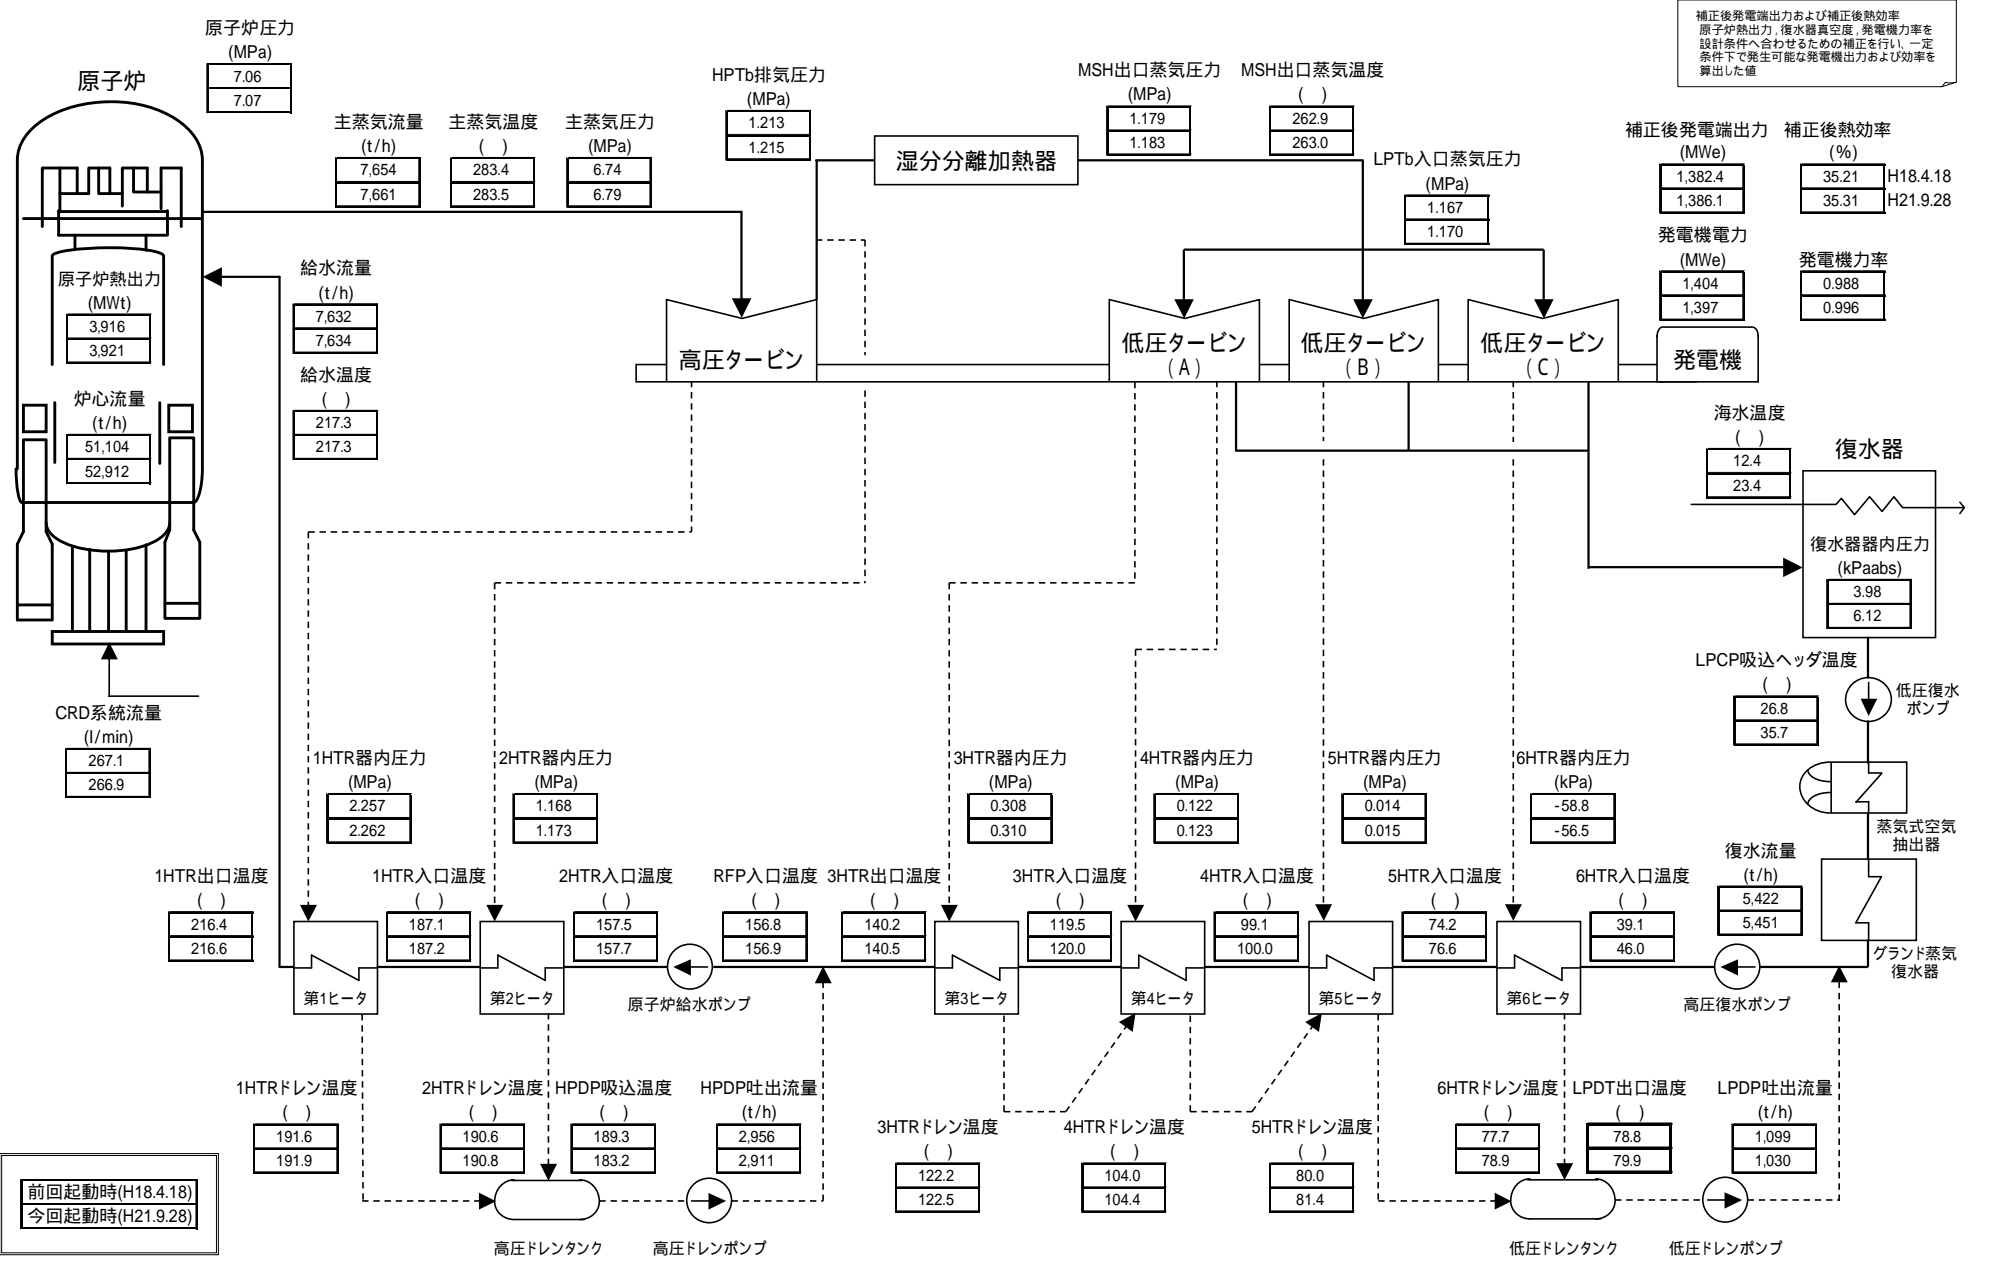 補正後発電端出力および補正後熱効率
原子炉熱出力，復水器真空度，発電機力率を
設計条件へ合わせるための補正を行い、一定
条件下で発生可能な発電機出力および効率を
算出した値
原子炉圧力
(MPa)
7.06
7.07
原子炉
主蒸気流量
(t/h)
7,654
7,661
主蒸気温度
( )
283.4
283.5
主蒸気圧力
(MPa)
6.74
6.79
HPTb排気圧力
(MPa)
1.213
1.215
湿分分離加熱器
MSH出口蒸気圧力
(MPa)
1.179
1.183
MSH出口蒸気温度
( )
262.9
263.0
LPTb入口蒸気圧力
(MPa)
1.167
1.170
補正後発電端出力
(MWe)
1,382.4
1,386.1
補正後熱効率
(%)
35.21 H18.4.18
35.31 H21.9.28
発電機電力
(MWe)
1,404
1,397
発電機力率
0.988
0.996
原子炉熱出力
(MWt)
3,916
3,921
給水流量
(t/h)
7,632
7,634
給水温度
( )
217.3
217.3
炉心流量
(t/h)
51,104
52,912
高圧タービン
低圧タービン
(A)
低圧タービン
(B)
低圧タービン
(C)
発電機
海水温度
( )
12.4
23.4
復水器
復水器器内圧力
(kPaabs)
3.98
6.12
LPCP吸込ヘッダ温度
( )
26.8
35.7
低圧復水
ポンプ
CRD系統流量
(l/min)
267.1
266.9
1HTR器内圧力
(MPa)
2.257
2.262
2HTR器内圧力
(MPa)
1.168
1.173
3HTR器内圧力
(MPa)
0.308
0.310
4HTR器内圧力
(MPa)
0.122
0.123
5HTR器内圧力
(MPa)
0.014
0.015
6HTR器内圧力
(kPa)
-58.8
-56.5
蒸気式空気
抽出器
復水流量
(t/h)
5,422
5,451
グランド蒸気
復水器
1HTR出口温度
( )
216.4
216.6
1HTR入口温度
( )
187.1
187.2
2HTR入口温度
( )
157.5
157.7
RFP入口温度
( )
156.8
156.9
3HTR出口温度
( )
140.2
140.5
3HTR入口温度
( )
119.5
120.0
4HTR入口温度
( )
99.1
100.0
5HTR入口温度
( )
74.2
76.6
6HTR入口温度
( )
39.1
46.0
第1ヒータ
第2ヒータ
原子炉給水ポンプ
第3ヒータ
第4ヒータ
第5ヒータ
第6ヒータ
高圧復水ポンプ
1HTRドレン温度
( )
191.6
191.9
2HTRドレン温度
( )
190.6
190.8
HPDP吸込温度
( )
189.3
183.2
HPDP吐出流量
(t/h)
2,956
2,911
3HTRドレン温度
( )
122.2
122.5
4HTRドレン温度
( )
104.0
104.4
5HTRドレン温度
( )
80.0
81.4
6HTRドレン温度
( )
77.7
78.9
LPDT出口温度
( )
78.8
79.9
LPDP吐出流量
(t/h)
1,099
1,030
前回起動時(H18.4.18)
今回起動時(H21.9.28)
高圧ドレンタンク
高圧ドレンポンプ
低圧ドレンタンク
低圧ドレンポンプ